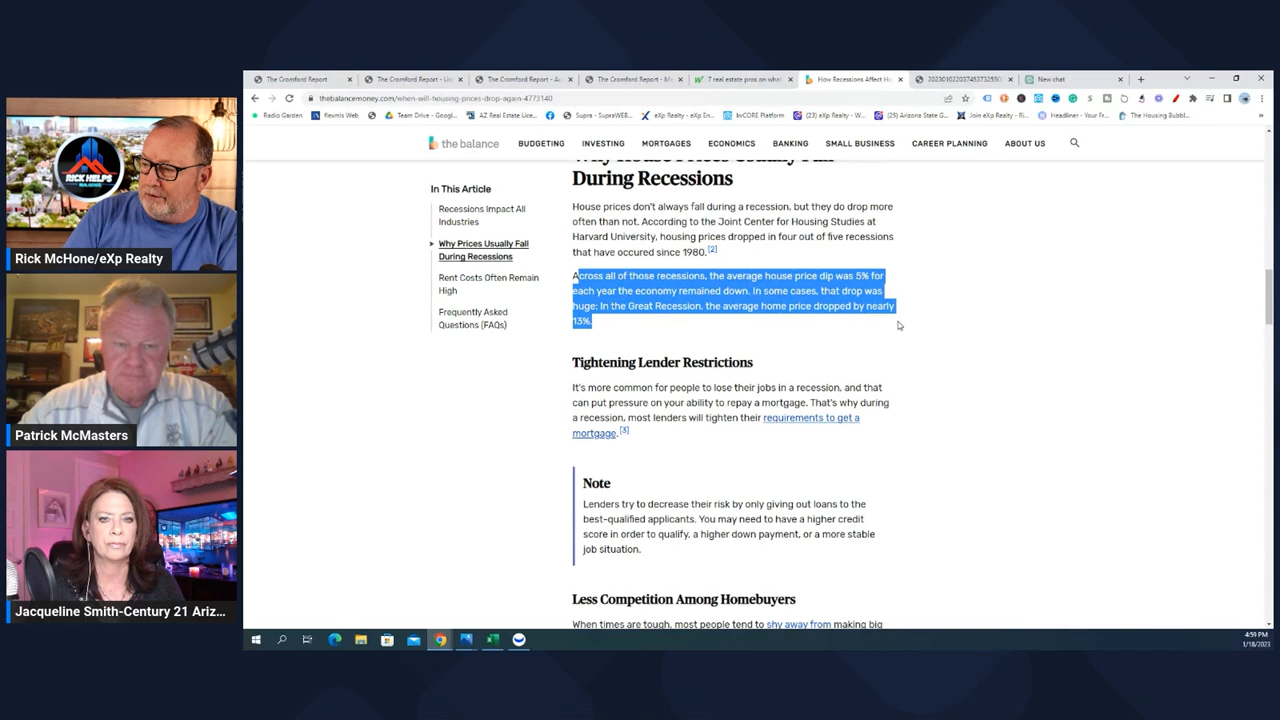 The Cromford Report
The Cromford Report - Lis
The Cromford Report - A
The Cromford Report - M
7 real estate pros on what
How Recessions Affect Ho
New chat
thebalancemoney.com/when-will-housing-prices-drop-again-4773140
Radio Garden
flexmls Web
Team Drive - Googl...
AZ Real Estate Lice...
Supra - SupraWEB...
eXp Realty - eXp En...
kvCORE Platform
(23) eXp Realty - W...
(25) Arizona State G...
Join eXp Realty - Ri...
Headliner - Your Fr...
The Housing Bubbl...
the balance
BUDGETING
INVESTING
MORTGAGES
ECONOMICS
BANKING
SMALL BUSINESS
CAREER PLANNING
ABOUT US
In This Article
Recessions Impact All
Industries
Why Prices Usually Fall
During Recessions
Rent Costs Often Remain
High
Frequently Asked
Questions (FAQs)
Why House Prices Usually Fall
During Recessions
House prices don't always fall during a recession, but they do drop more
often than not. According to the Joint Center for Housing Studies at
Harvard University, housing prices dropped in four out of five recessions
that have occured since 1980.[2]
Across all of those recessions, the average house price dip was 5% for
each year the economy remained down. In some cases, that drop was
huge: In the Great Recession, the average home price dropped by nearly
13%.
Tightening Lender Restrictions
It's more common for people to lose their jobs in a recession, and that
can put pressure on your ability to repay a mortgage. That's why during
a recession, most lenders will tighten their requirements to get a
mortgage.[3]
Note
Lenders try to decrease their risk by only giving out loans to the
best-qualified applicants. You may need to have a higher credit
score in order to qualify, a higher down payment, or a more stable
job situation.
Less Competition Among Homebuyers
When times are tough, most people tend to shy away from making big
4:59 PM
1/18/2023
RICK HELPS
REAL ESTATE
Rick McHone/eXp Realty
Patrick McMasters
Jacqueline Smith-Century 21 Ariz...